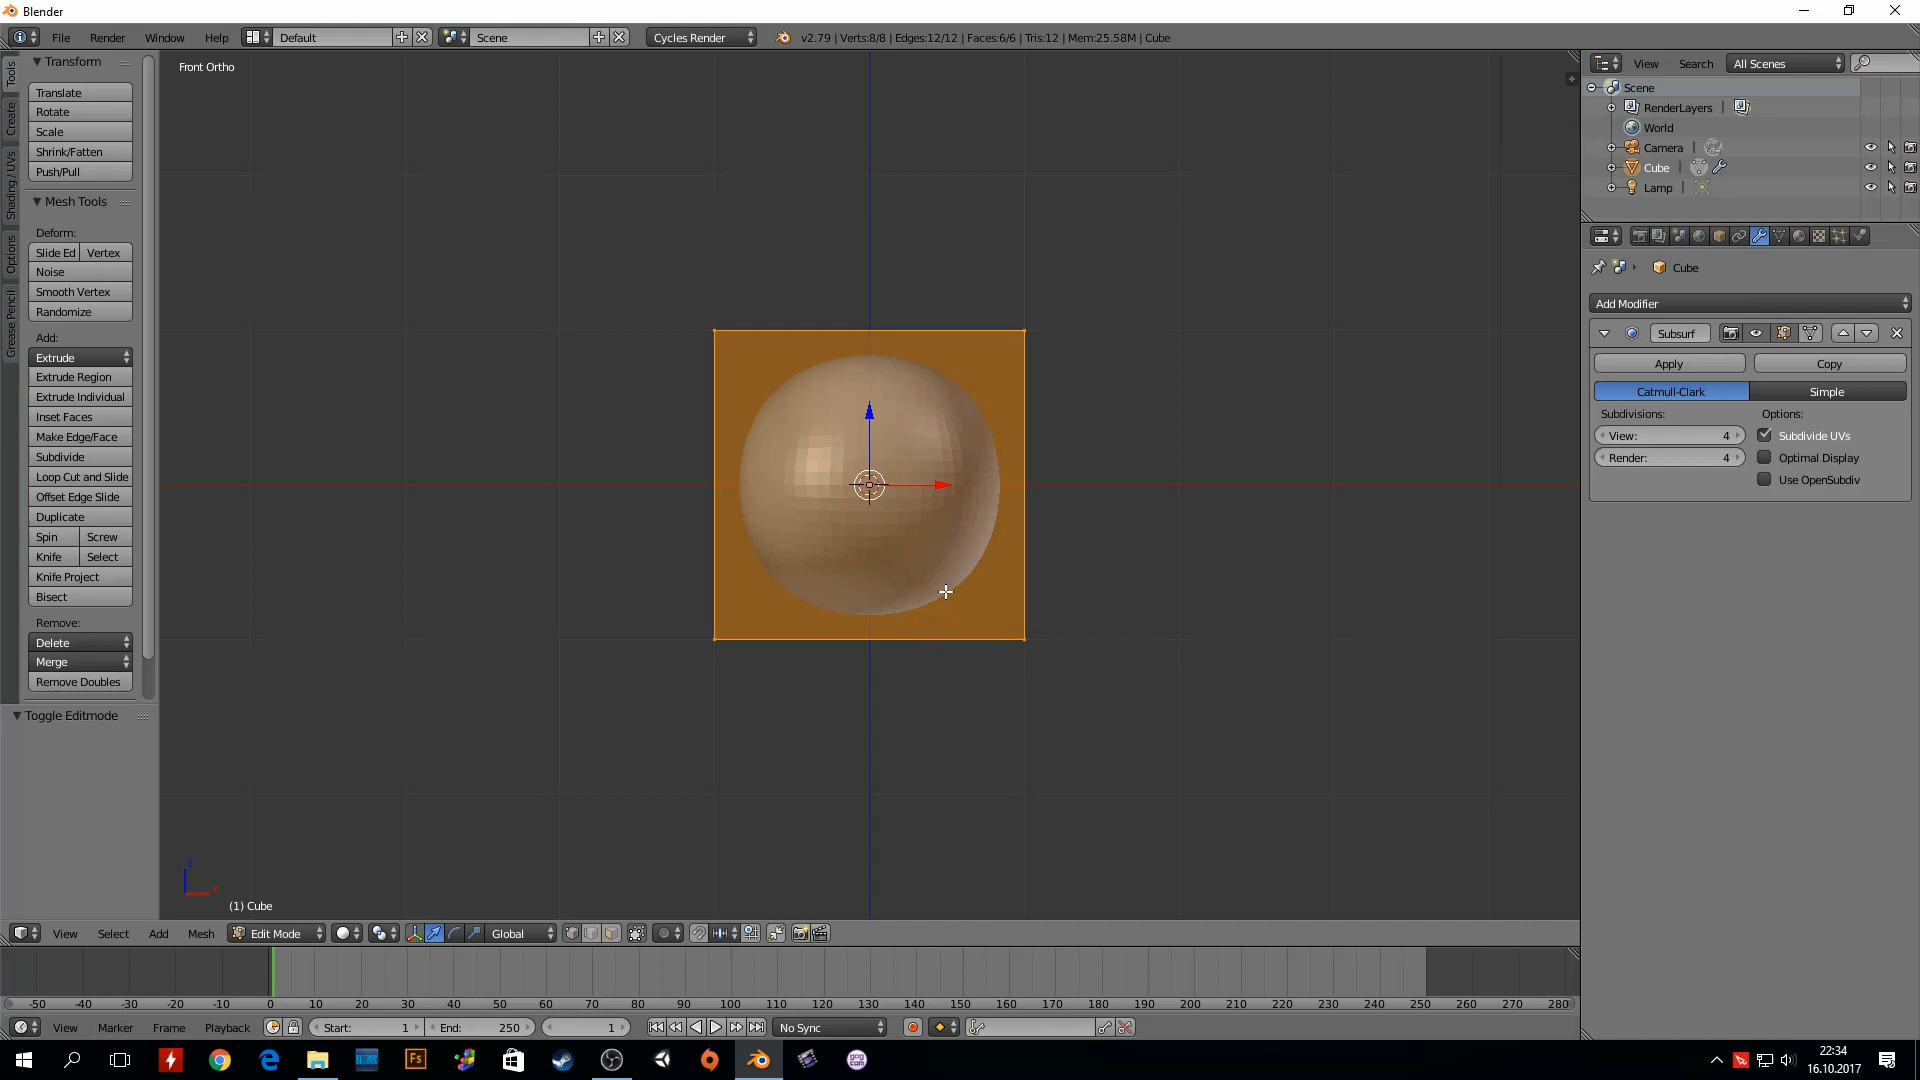 Blender
File Render Window Help Default Scene Cycles Render v2.79 | Verts:8/8 | Edges:12/12 | Faces:6/6 | Tris:12 | Mem:25.58M | Cube
Tools
Create
Shading / UVs
Options
Grease Pencil
Transform
Translate
Rotate
Scale
Shrink/Fatten
Push/Pull
Mesh Tools
Deform:
Slide Ed Vertex
Noise
Smooth Vertex
Randomize
Add:
Extrude
Extrude Region
Extrude Individual
Inset Faces
Make Edge/Face
Subdivide
Loop Cut and Slide
Offset Edge Slide
Duplicate
Spin Screw
Knife Select
Knife Project
Bisect
Remove:
Delete
Merge
Remove Doubles
Toggle Editmode
Front Ortho
z
x
(1) Cube
View Select Add Mesh Edit Mode Global
View Search All Scenes
Scene
RenderLayers |
World
Camera |
Cube |
Lamp |
Cube
Add Modifier
Subsurf
Apply Copy
Catmull-Clark Simple
Subdivisions: Options:
View: 4 Subdivide UVs
Render: 4 Optimal Display
Use OpenSubdiv
-50 -40 -30 -20 -10 0 10 20 30 40 50 60 70 80 90 100 110 120 130 140 150 160 170 180 190 200 210 220 230 240 250 260 270 280
View Marker Frame Playback Start: 1 End: 250 1 No Sync
Fs
GOG COM
22:34
16.10.2017